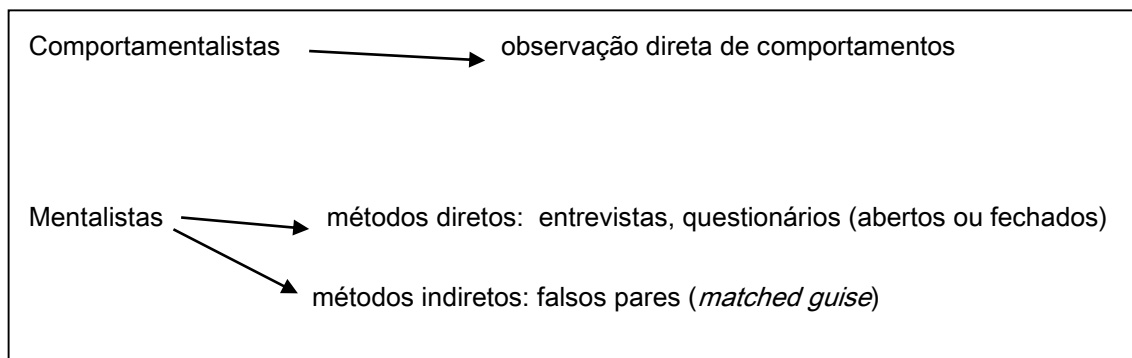 Comportamentalistas observação direta de comportamentos
Mentalistas métodos diretos: entrevistas, questionários (abertos ou fechados)
métodos indiretos: falsos pares (matched guise)